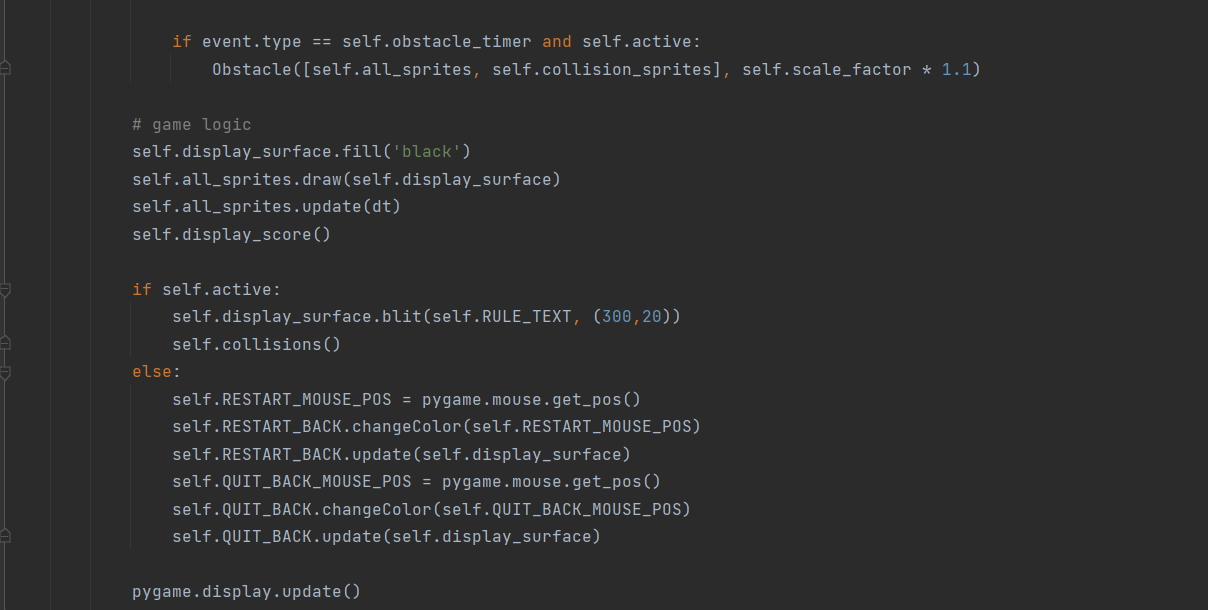 if event.type == self.obstacle_timer and self.active:
Obstacle([self.all_sprites, self.collision_sprites], self.scale_factor * 1.1)
# game logic
self.display_surface.fill('black')
self.all_sprites.draw(self.display_surface)
self.all_sprites.update(dt)
self.display_score()
if self.active:
self.display_surface.blit(self.RULE_TEXT, (300,20))
self.collisions()
else:
self.RESTART_MOUSE_POS = pygame.mouse.get_pos()
self.RESTART_BACK.changeColor(self.RESTART_MOUSE_POS)
self.RESTART_BACK.update(self.display_surface)
self.QUIT_BACK_MOUSE_POS = pygame.mouse.get_pos()
self.QUIT_BACK.changeColor(self.QUIT_BACK_MOUSE_POS)
self.QUIT_BACK.update(self.display_surface)
pygame.display.update()